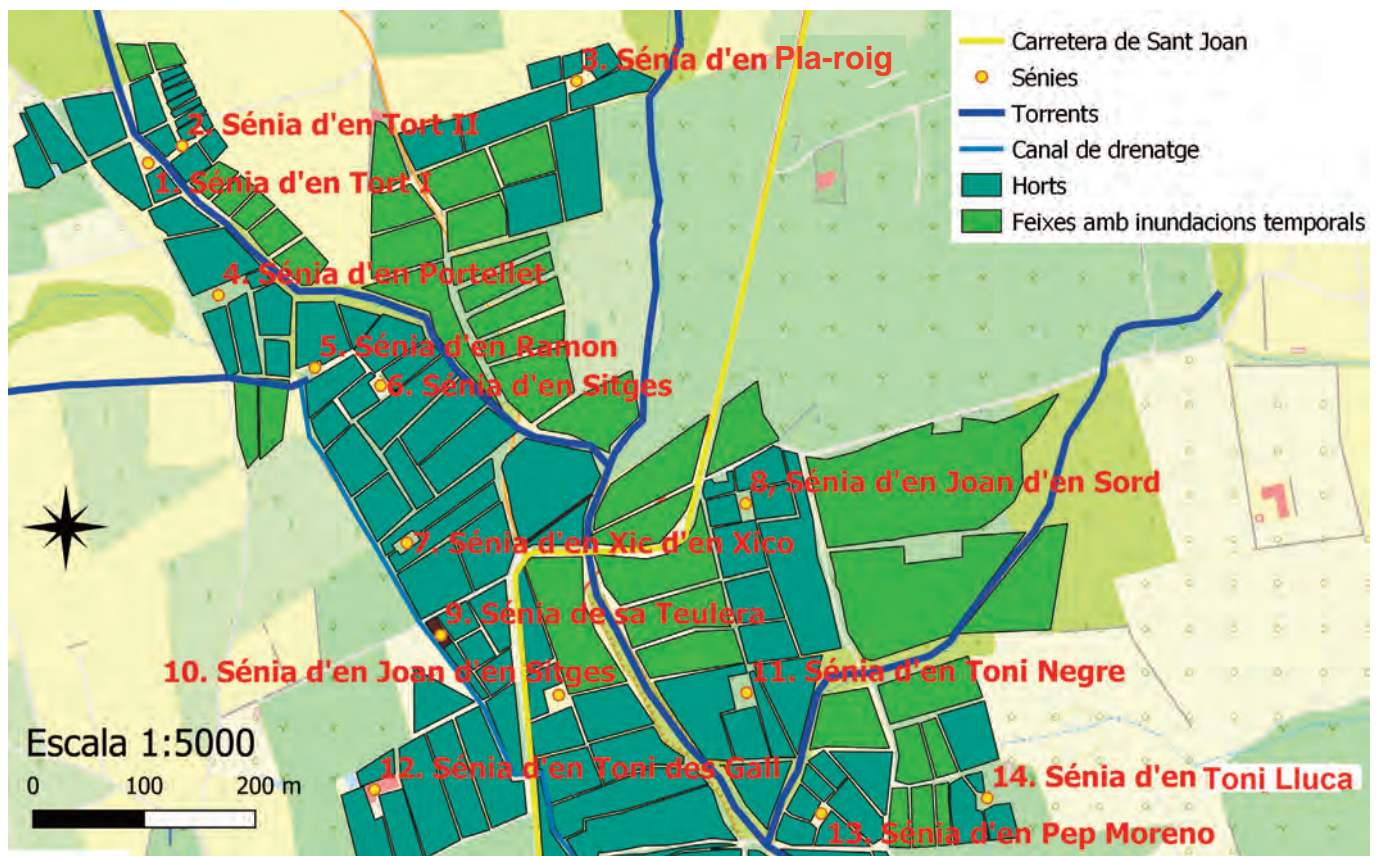 3. Sénia d'en Pla-roig
Carretera de Sant Joan
Sénies
Torrents
Canal de drenatge
Horts
Feixes amb inundacions temporals
2. Sénia d'en Tort II
1. Sénia d'en Tort I
4. Sénia d'en Portellet
5. Sénia d'en Ramon
6. Sénia d'en Sitges
8, Sénia d'en Joan d'en Sord
7. Sénia d'en Xic d'en Xico
9. Sénia de sa Teulera
10. Sénia d'en Joan d'en Sitges
11. Sénia d'en Toni Negre
Escala 1:5000
0 100 200 m
12. Sénia d'en Toni des Gall
14. Sénia d'en Toni Lluca
13. Sénia d'en Pep Moreno